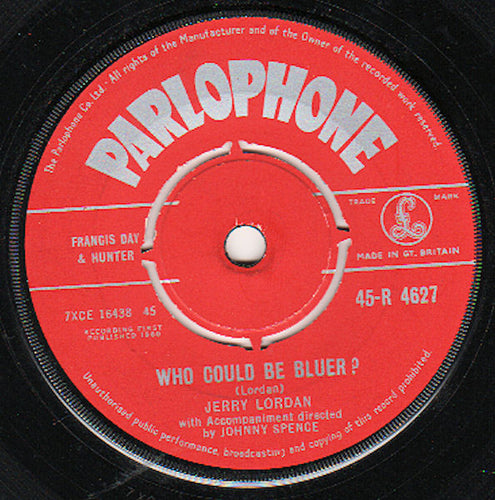 The Parlophone Co. Ltd. - All rights of the Manufacturer and of the Owner of the recorded work reserved.
PARLOPHONE
TRADE MARK
£
FRANCIS DAY
& HUNTER
MADE IN GT. BRITAIN
7XCE 16438 45
45-R 4627
RECORDING FIRST
PUBLISHED 1960
WHO COULD BE BLUER?
(Lordan)
JERRY LORDAN
with Accompaniment directed
by JOHNNY SPENCE
Unauthorised public performance, broadcasting and copying of this record prohibited.